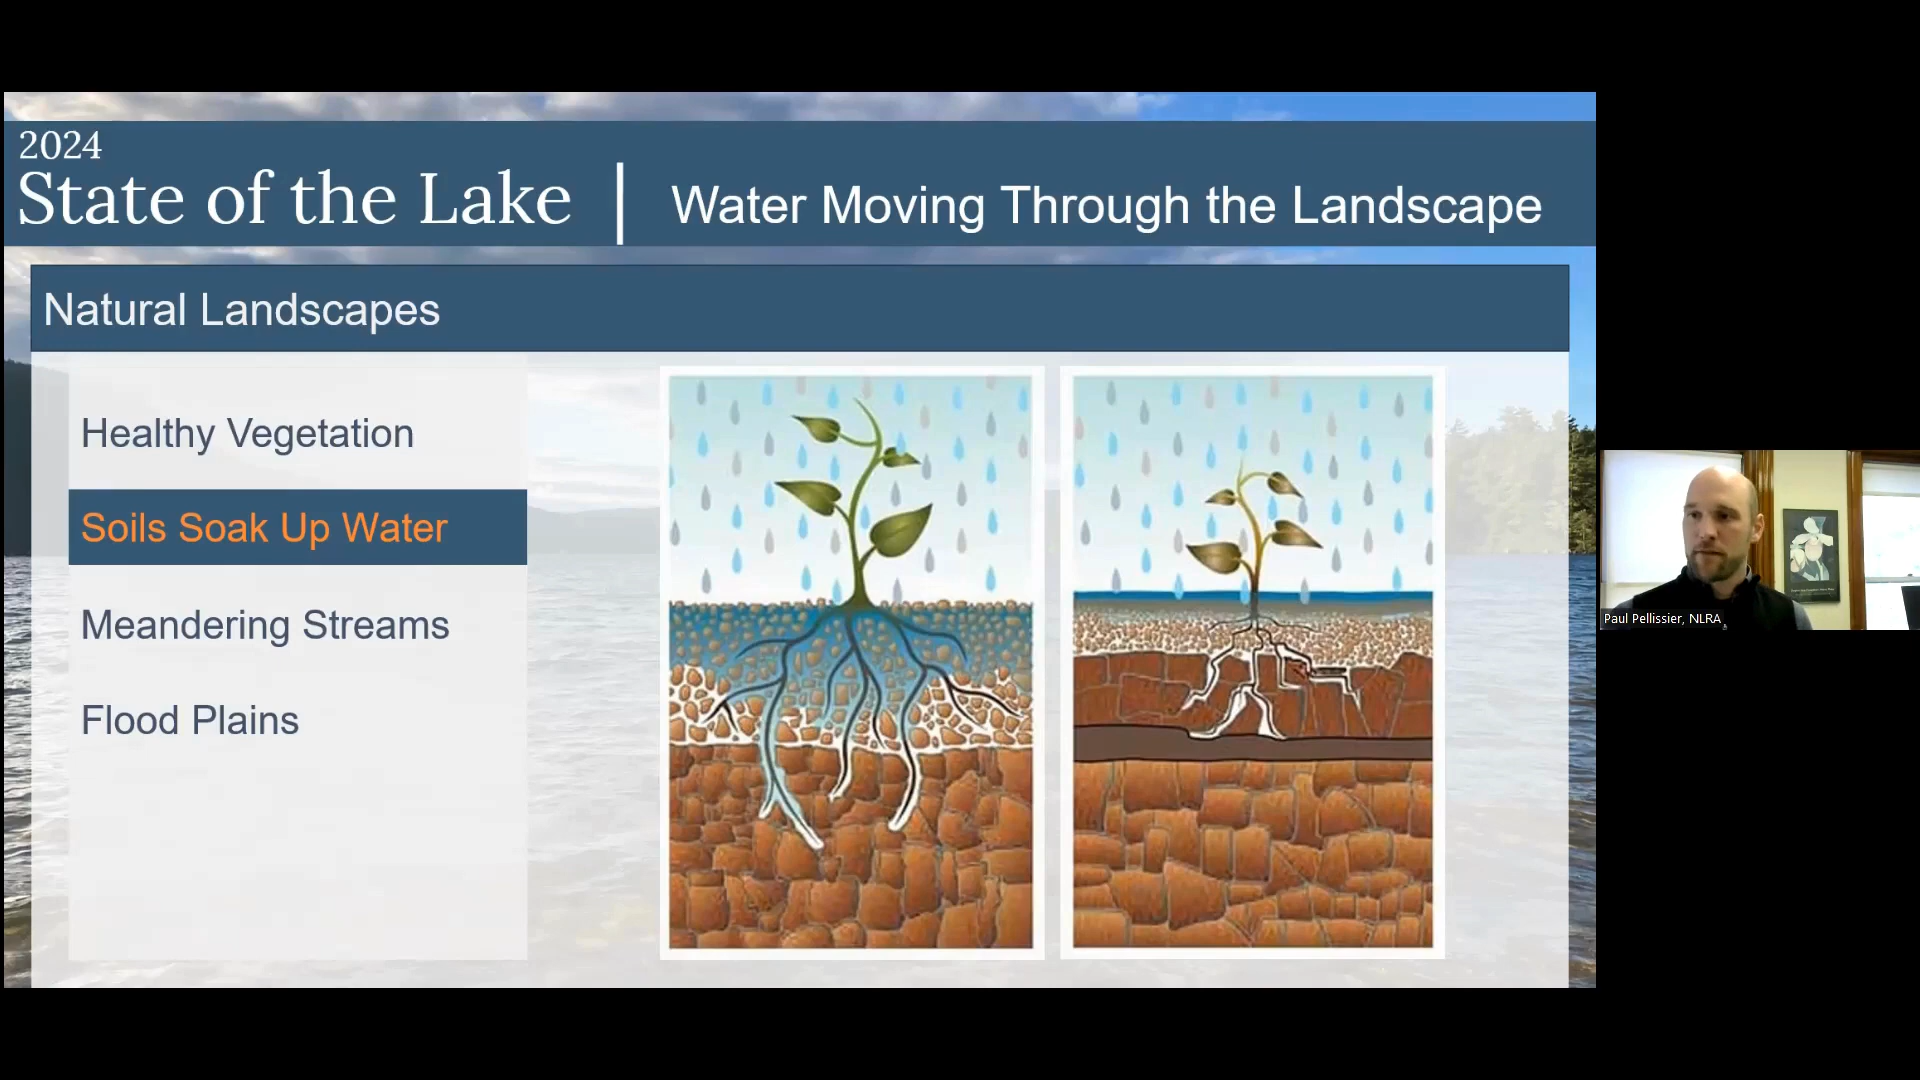 2024
State of the Lake | Water Moving Through the Landscape
Natural Landscapes
Healthy Vegetation
Soils Soak Up Water
Meandering Streams
Flood Plains
Paul Pellissier, NLRA